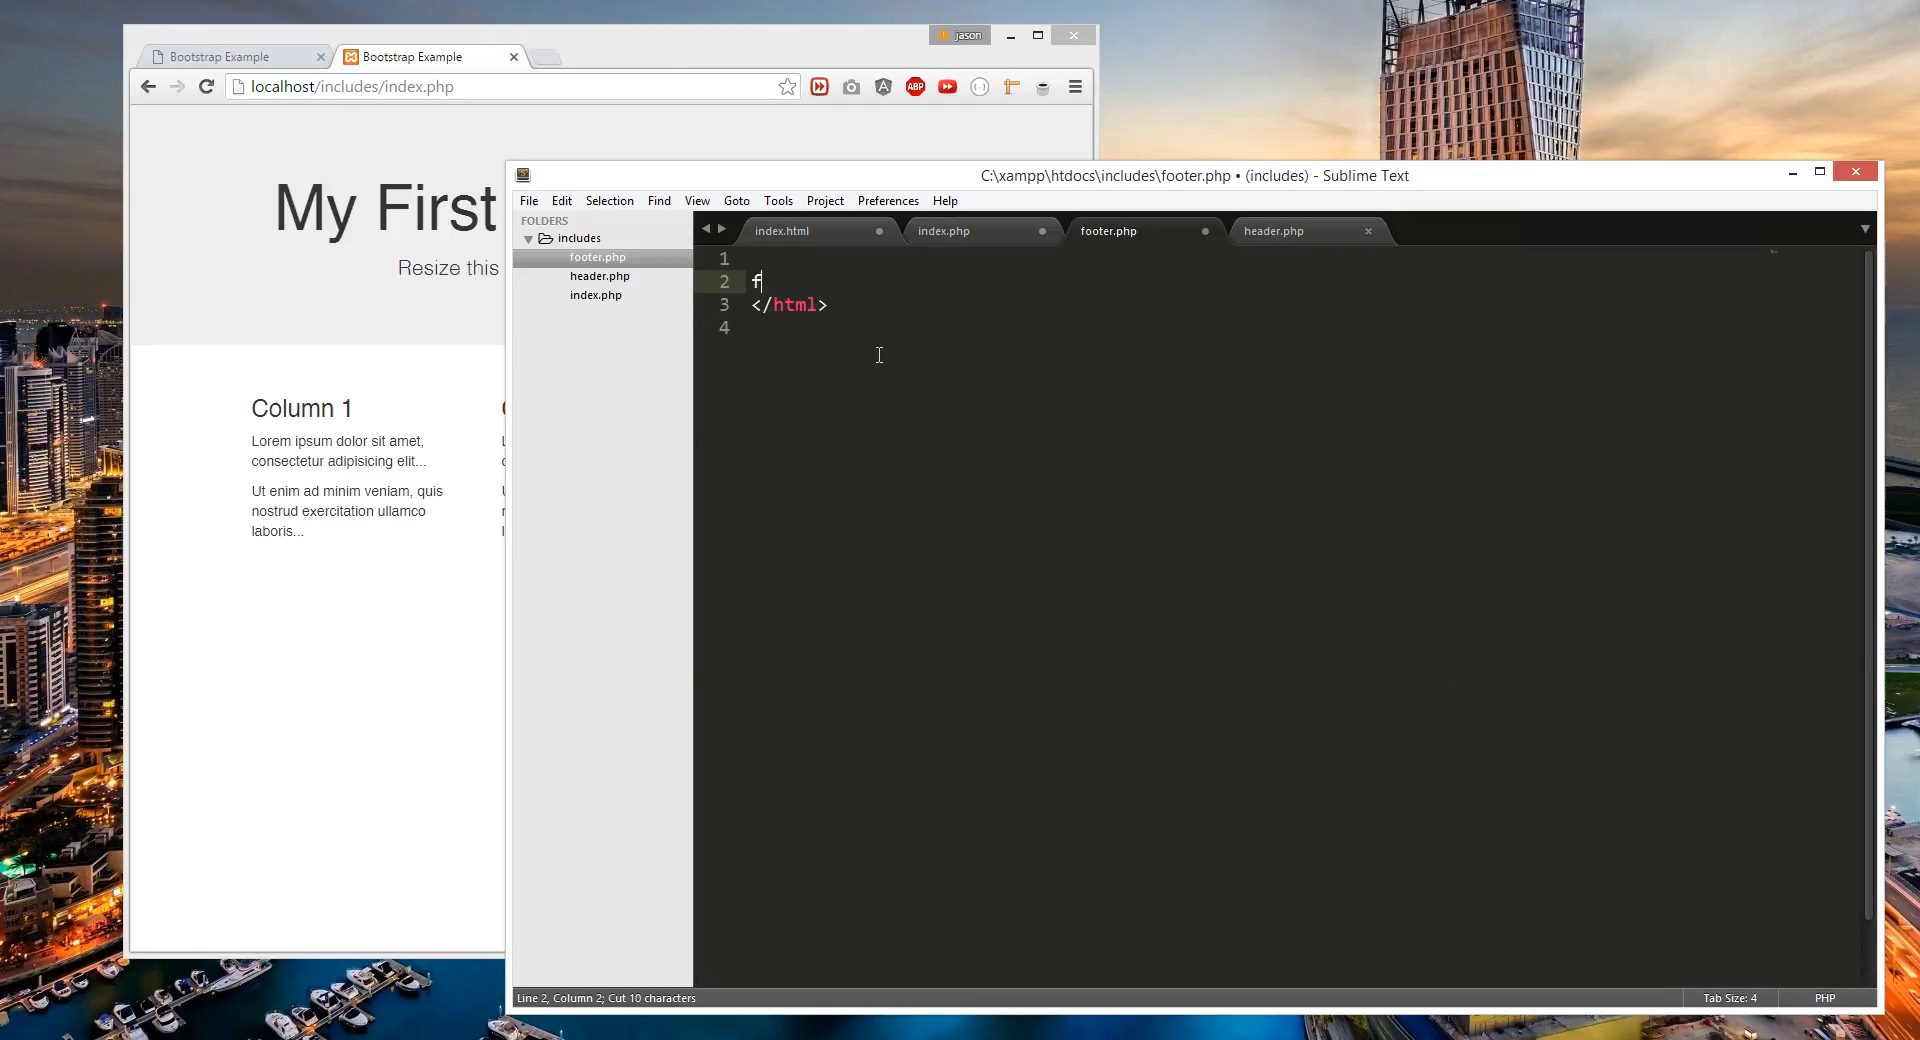 jason
Bootstrap Example
Bootstrap Example
localhost/includes/index.php
ABP
My First
Resize this
Column 1
Lorem ipsum dolor sit amet,
consectetur adipisicing elit...
Ut enim ad minim veniam, quis
nostrud exercitation ullamco
laboris...
C:\xampp\htdocs\includes\footer.php • (includes) - Sublime Text
File Edit Selection Find View Goto Tools Project Preferences Help
FOLDERS
includes
footer.php
header.php
index.php
index.html
index.php
footer.php
header.php
1
2 f
3 </html>
4
Line 2, Column 2; Cut 10 characters
Tab Size: 4
PHP